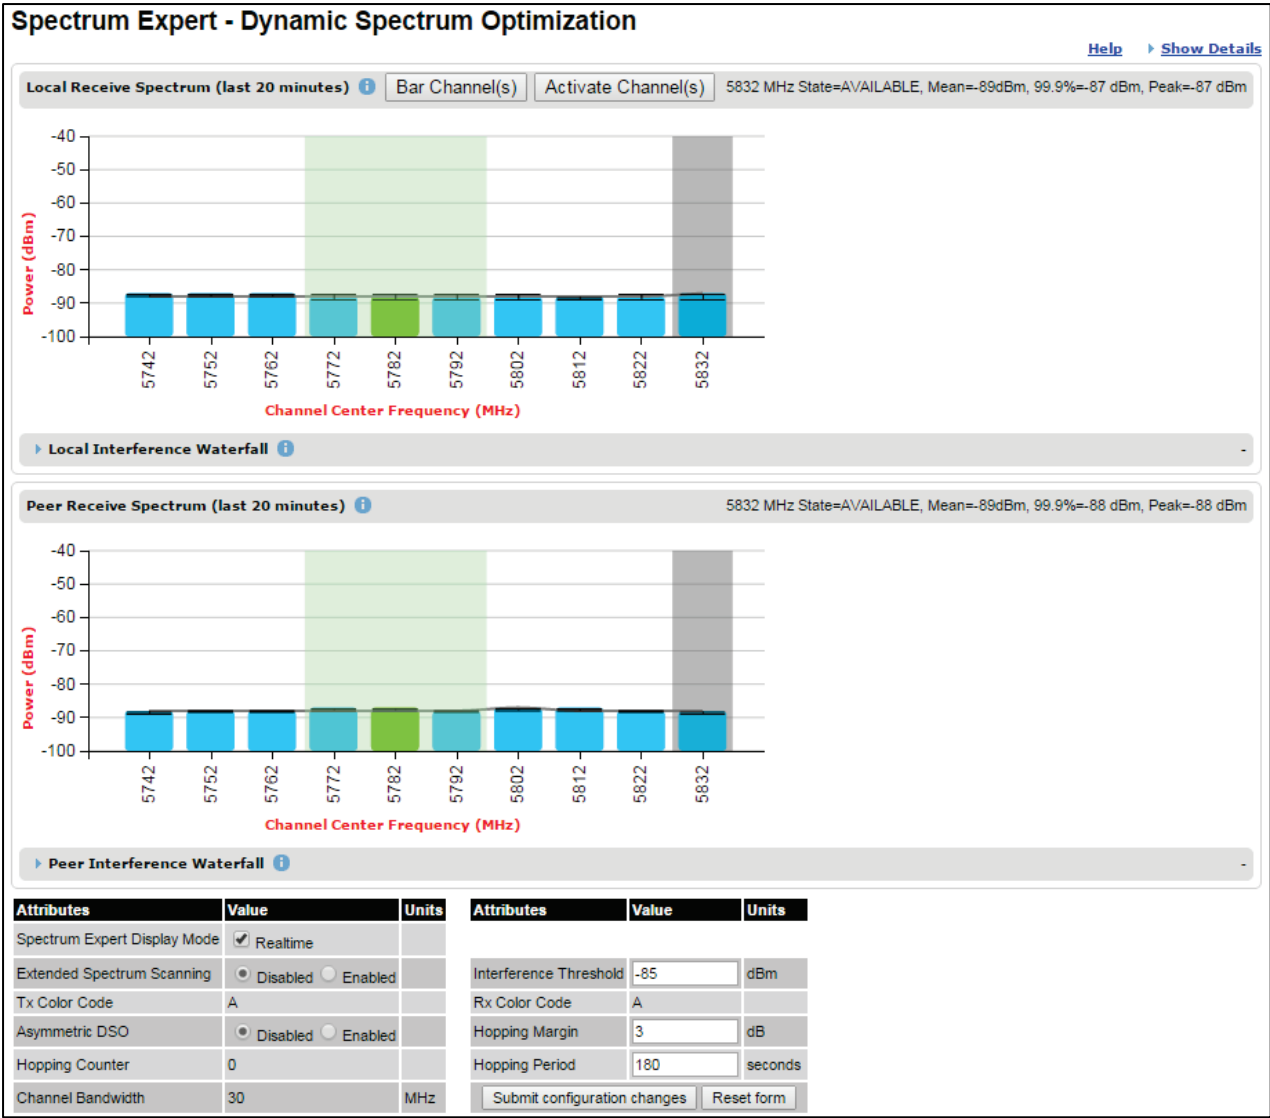 Spectrum Expert - Dynamic Spectrum Optimization
Help Show Details
Local Receive Spectrum (last 20 minutes) i Bar Channel(s) Activate Channel(s) 5832 MHz State=AVAILABLE, Mean=-89dBm, 99.9%=-87 dBm, Peak=-87 dBm
-40
-50
-60
-70
-80
-90
-100
Power (dBm)
5742 5752 5762 5772 5782 5792 5802 5812 5822 5832
Channel Center Frequency (MHz)
Local Interference Waterfall i -
Peer Receive Spectrum (last 20 minutes) i 5832 MHz State=AVAILABLE, Mean=-89dBm, 99.9%=-88 dBm, Peak=-88 dBm
-40
-50
-60
-70
-80
-90
-100
Power (dBm)
5742 5752 5762 5772 5782 5792 5802 5812 5822 5832
Channel Center Frequency (MHz)
Peer Interference Waterfall i -
Attributes Value Units Attributes Value Units
Spectrum Expert Display Mode Realtime
Extended Spectrum Scanning Disabled Enabled Interference Threshold -85 dBm
Tx Color Code A Rx Color Code A
Asymmetric DSO Disabled Enabled Hopping Margin 3 dB
Hopping Counter 0 Hopping Period 180 seconds
Channel Bandwidth 30 MHz Submit configuration changes Reset form